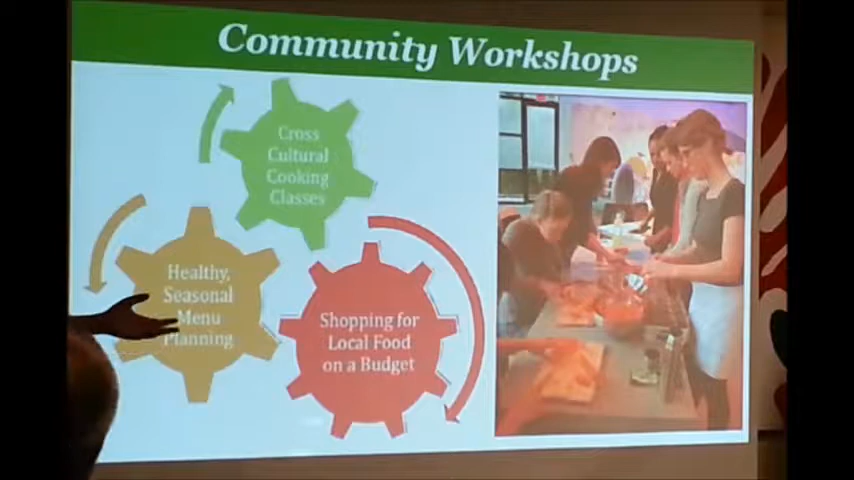 Community Workshops
Cross
Cultural
Cooking
Classes
Healthy,
Seasonal
Menu
Planning
Shopping for
Local Food
on a Budget